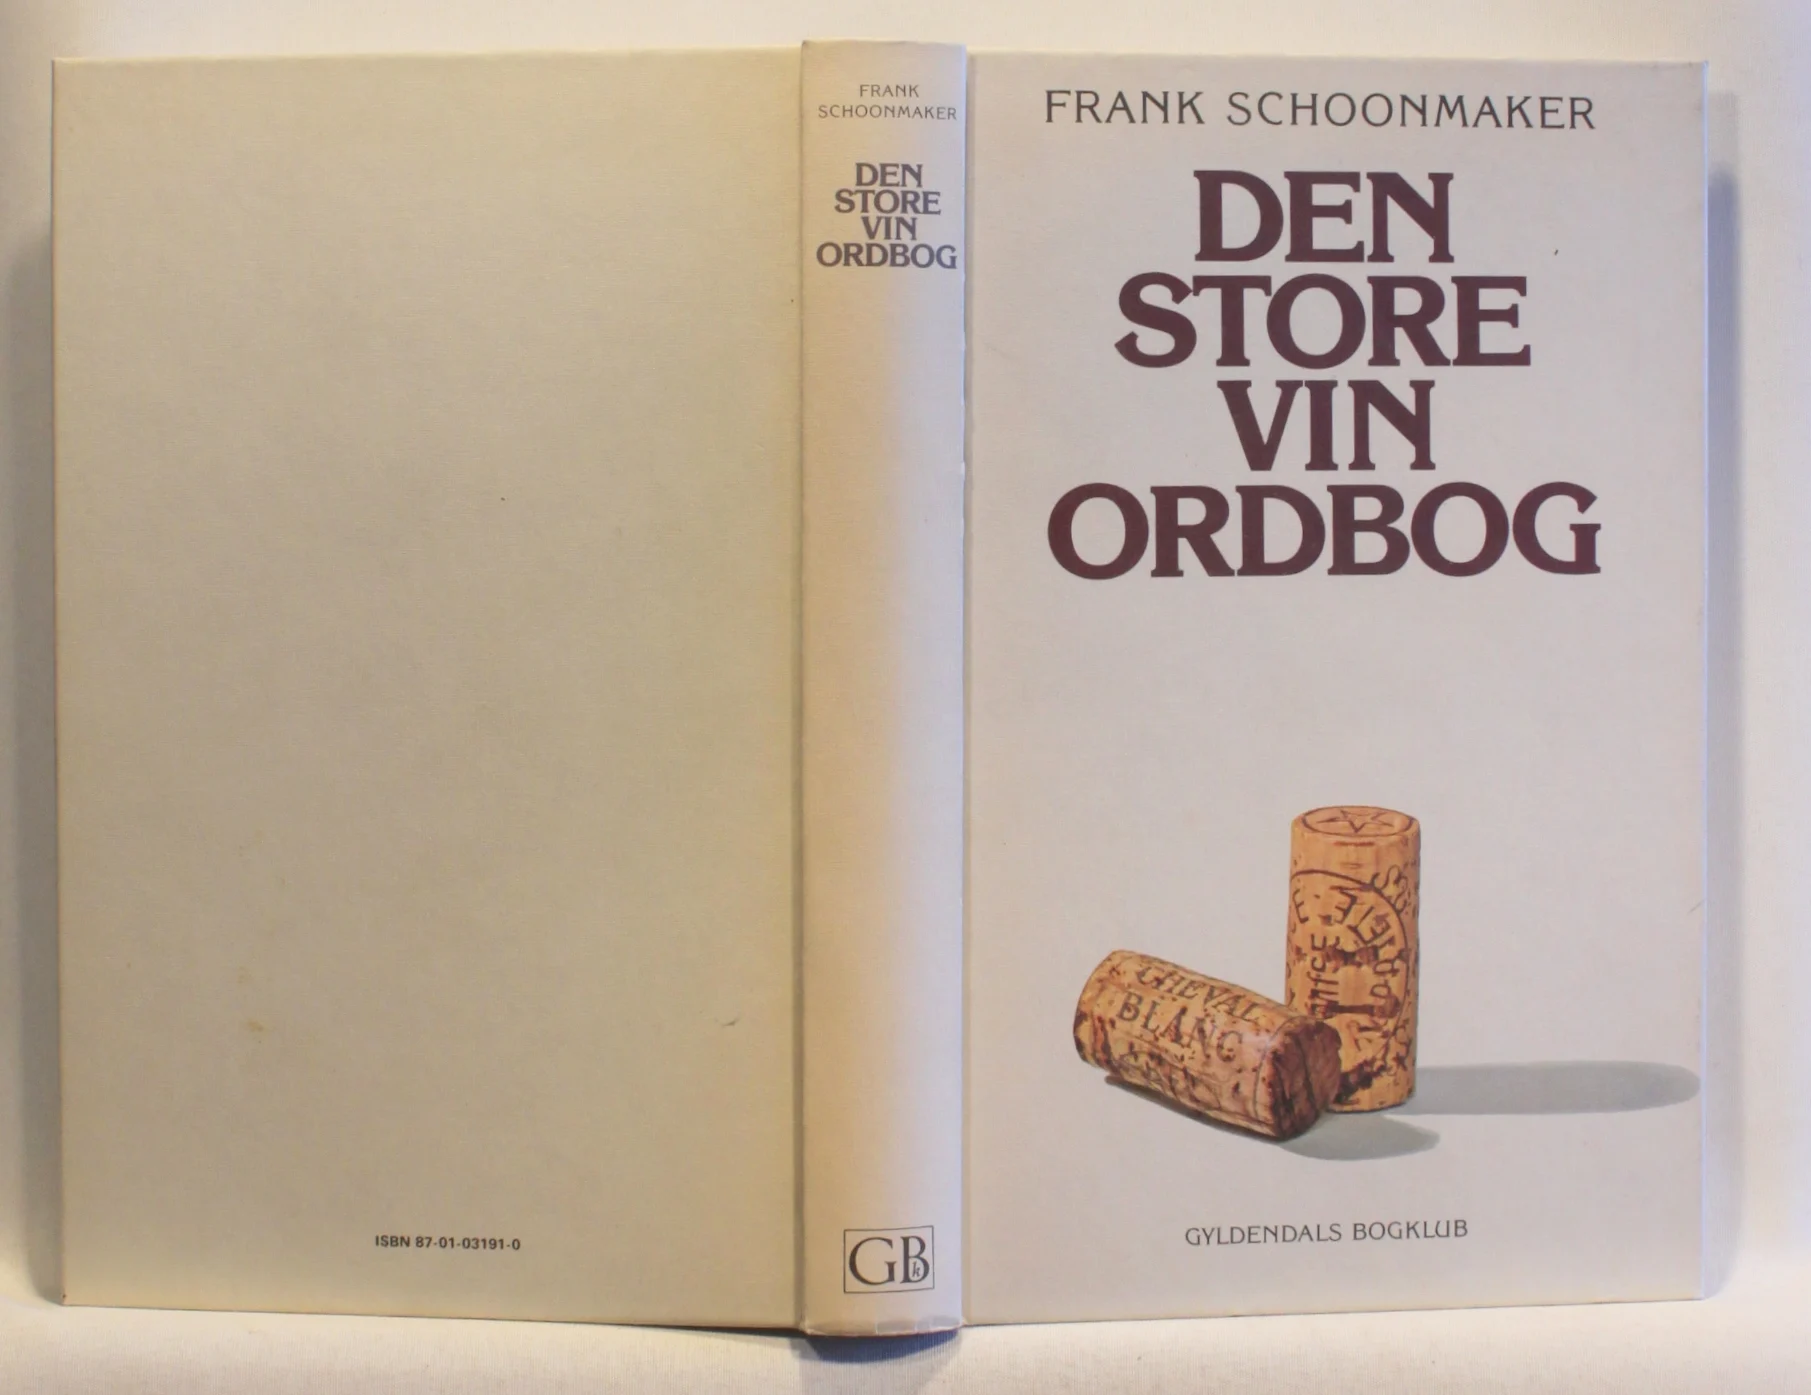 FRANK SCHOONMAKER
DEN
STORE
VIN
ORDBOG
CHEVAL
BLANC
GYLDENDALS BOGKLUB
FRANK
SCHOONMAKER
DEN
STORE
VIN
ORDBOG
GBk
ISBN 87-01-03191-0